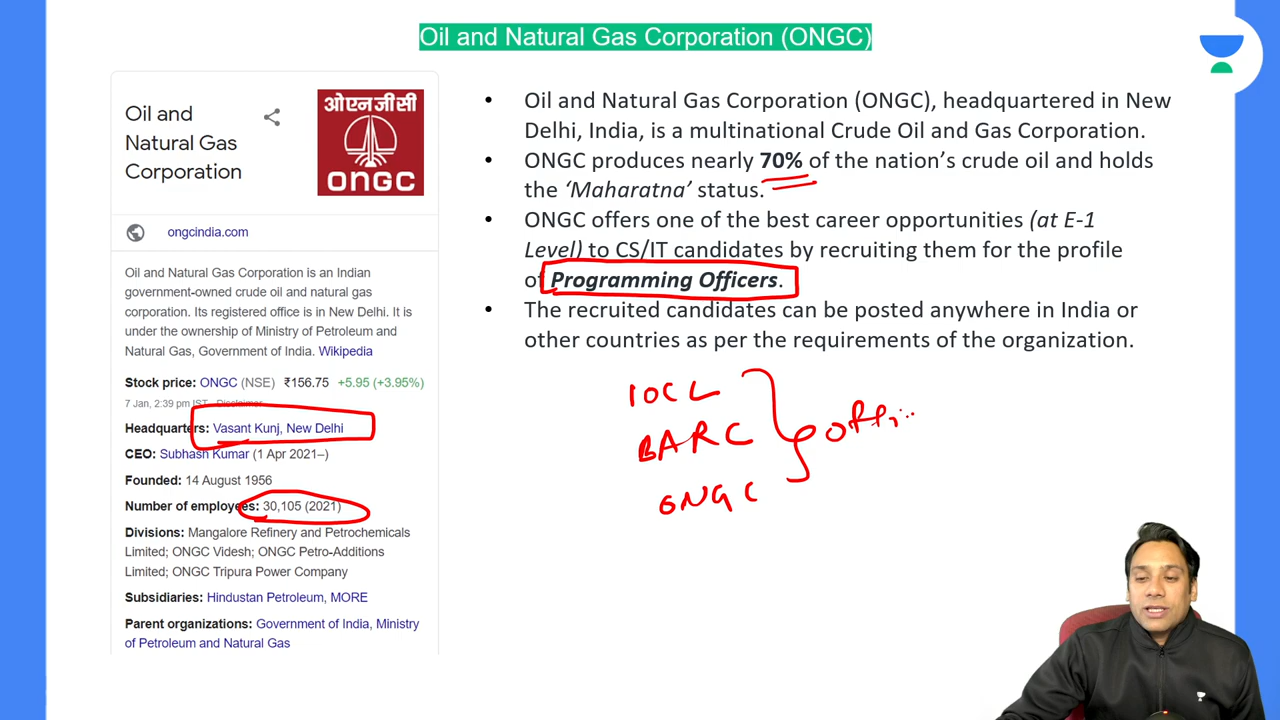 Oil and Natural Gas Corporation (ONGC)
Oil and
Natural Gas
Corporation
ओएनजीसी
ONGC
ongcindia.com
Oil and Natural Gas Corporation is an Indian
government-owned crude oil and natural gas
corporation. Its registered office is in New Delhi. It is
under the ownership of Ministry of Petroleum and
Natural Gas, Government of India. Wikipedia
Stock price: ONGC (NSE) ₹156.75 +5.95 (+3.95%)
7 Jan, 2:39 pm IST - Disclaimer
Headquarters: Vasant Kunj, New Delhi
CEO: Subhash Kumar (1 Apr 2021–)
Founded: 14 August 1956
Number of employees: 30,105 (2021)
Divisions: Mangalore Refinery and Petrochemicals
Limited; ONGC Videsh; ONGC Petro-Additions
Limited; ONGC Tripura Power Company
Subsidiaries: Hindustan Petroleum, MORE
Parent organizations: Government of India, Ministry
of Petroleum and Natural Gas
• Oil and Natural Gas Corporation (ONGC), headquartered in New
Delhi, India, is a multinational Crude Oil and Gas Corporation.
• ONGC produces nearly 70% of the nation’s crude oil and holds
the ‘Maharatna’ status.
• ONGC offers one of the best career opportunities (at E-1
Level) to CS/IT candidates by recruiting them for the profile
of Programming Officers.
• The recruited candidates can be posted anywhere in India or
other countries as per the requirements of the organization.
IOCL
BARC
ONGC